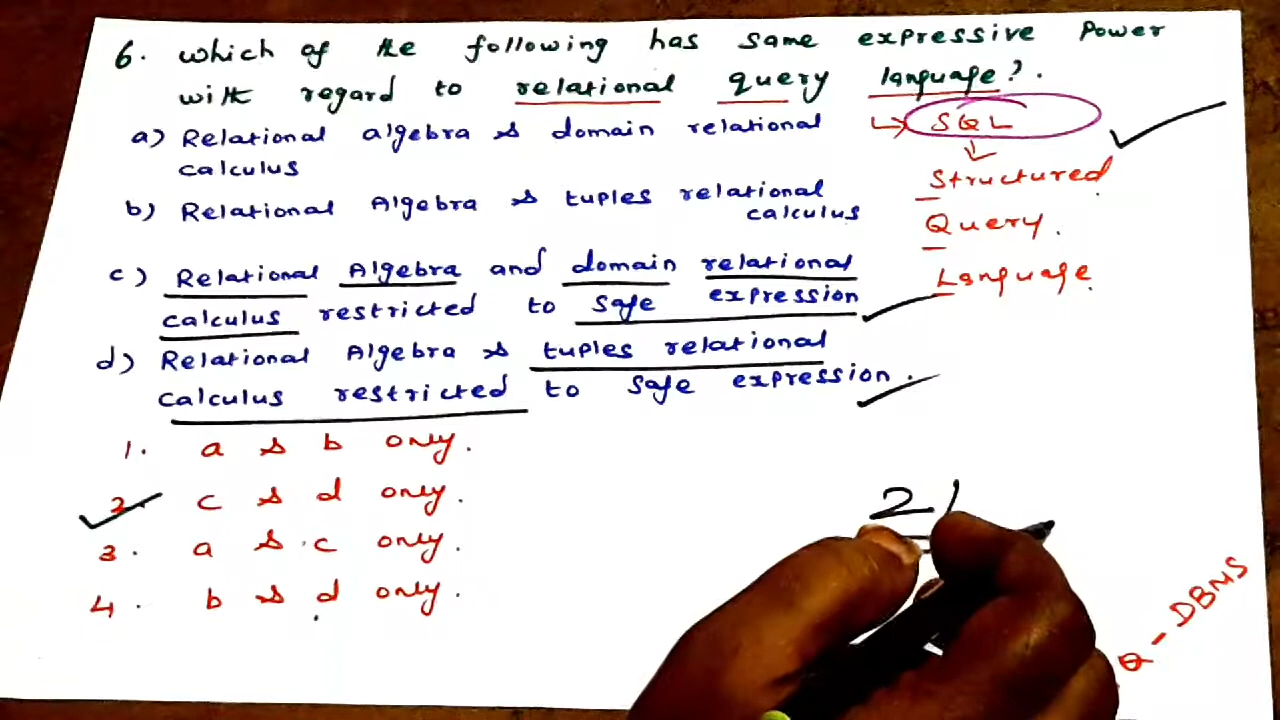 6. which of the following has same expressive Power
with regard to relational query language?.
a) Relational algebra & domain relational
calculus
b) Relational Algebra & tuples relational
calculus
c) Relational Algebra and domain relational
calculus restricted to safe expression
d) Relational Algebra & tuples relational
calculus restricted to safe expression.
1. a & b only.
2. c & d only.
3. a & c only.
4. b & d only.
↳ SQL
↓
Structured
Query.
Language.
2
- DBMS